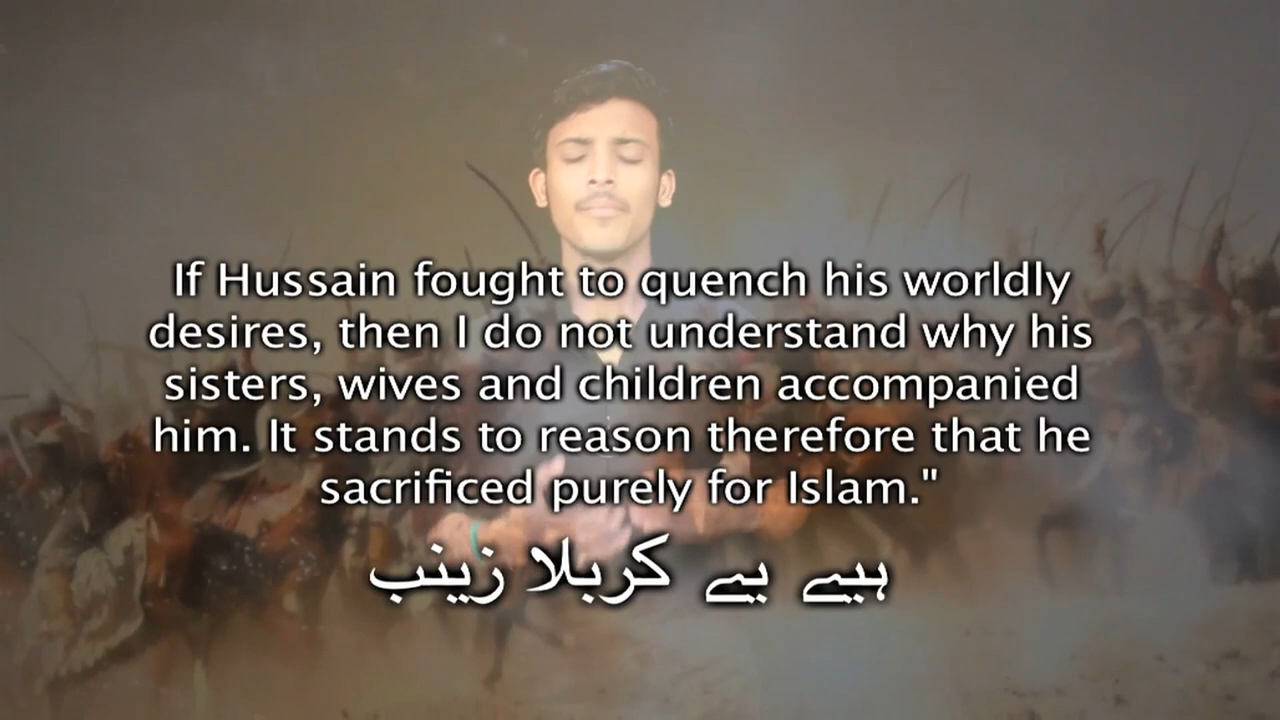 If Hussain fought to quench his worldly
desires, then I do not understand why his
sisters, wives and children accompanied
him. It stands to reason therefore that he
sacrificed purely for Islam."
ہیے یے کربلا زینب